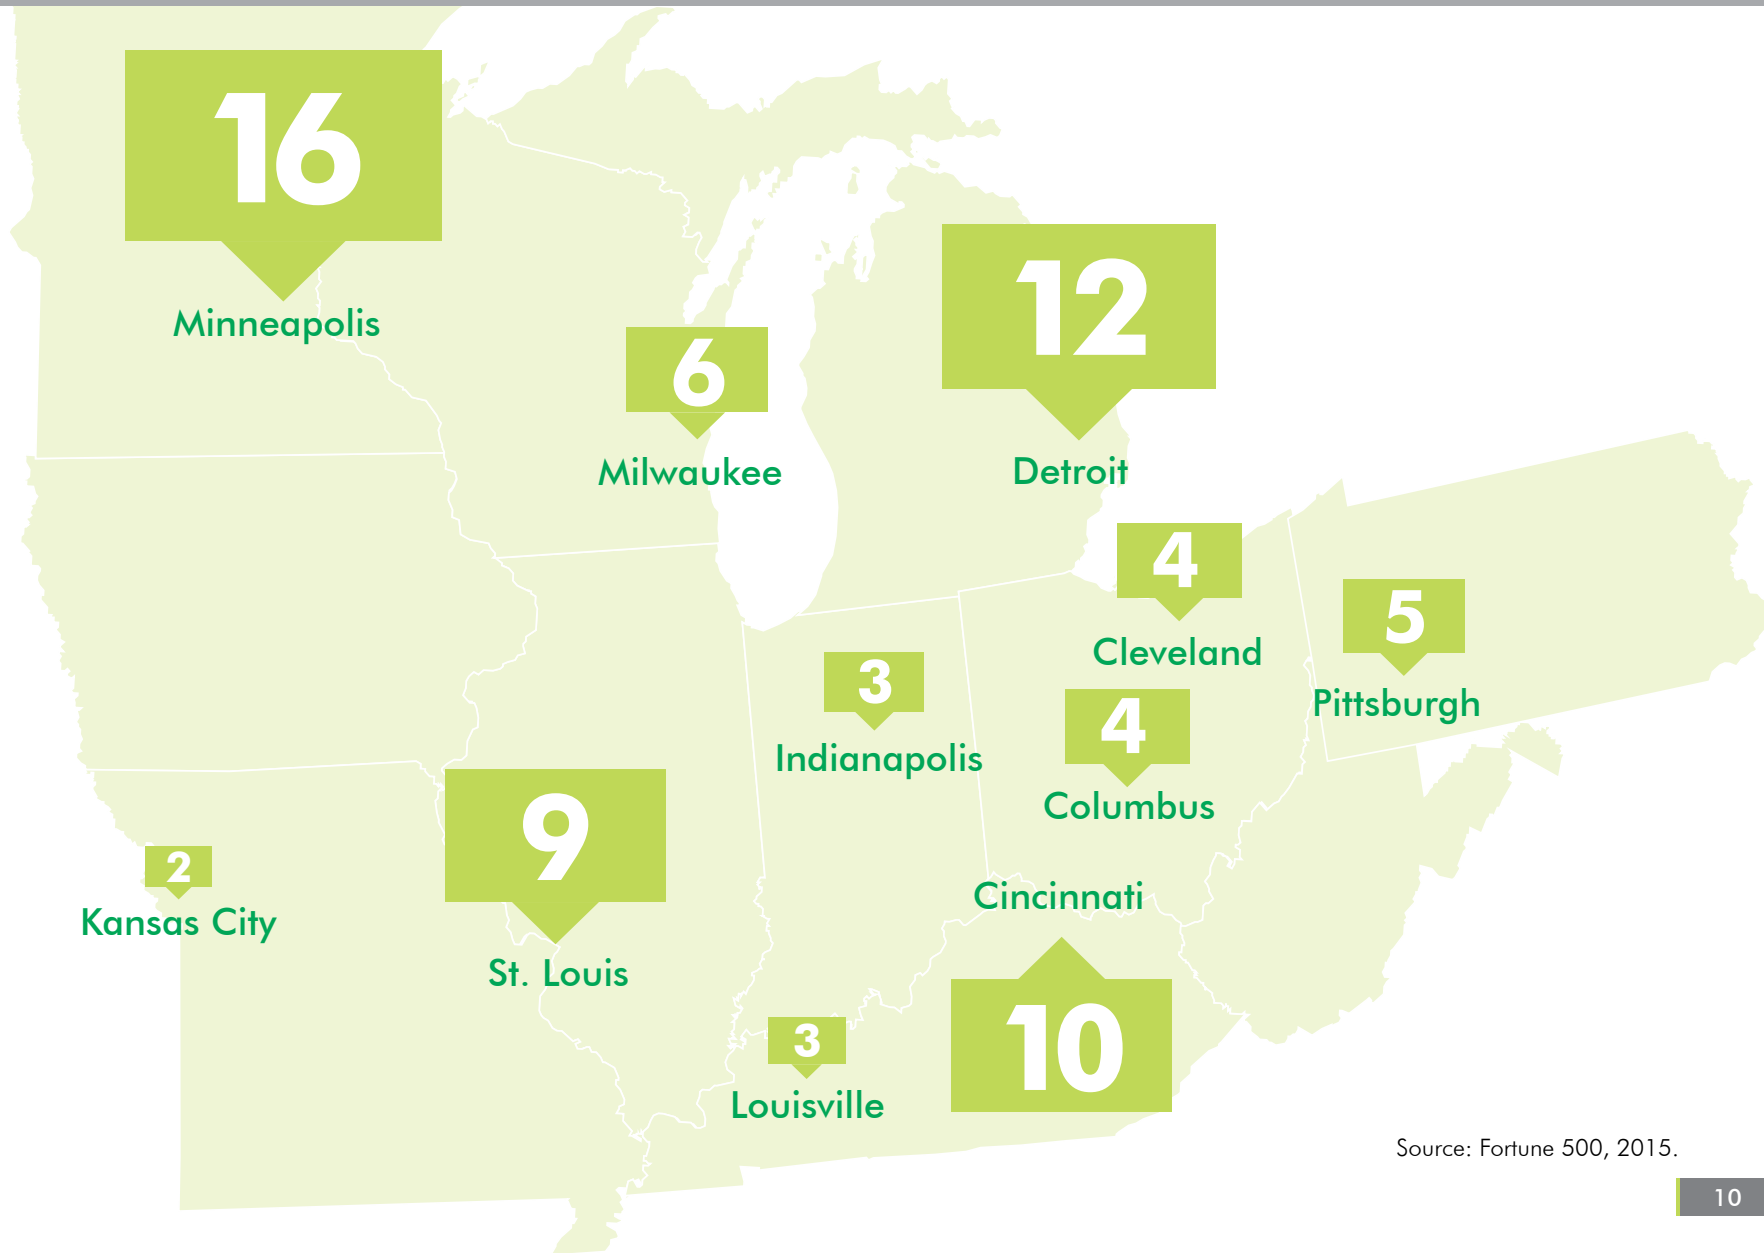 16
Minneapolis
6
Milwaukee
12
Detroit
4
Cleveland
5
Pittsburgh
3
Indianapolis
4
Columbus
2
Kansas City
9
St. Louis
Cincinnati
10
3
Louisville
Source: Fortune 500, 2015.
10